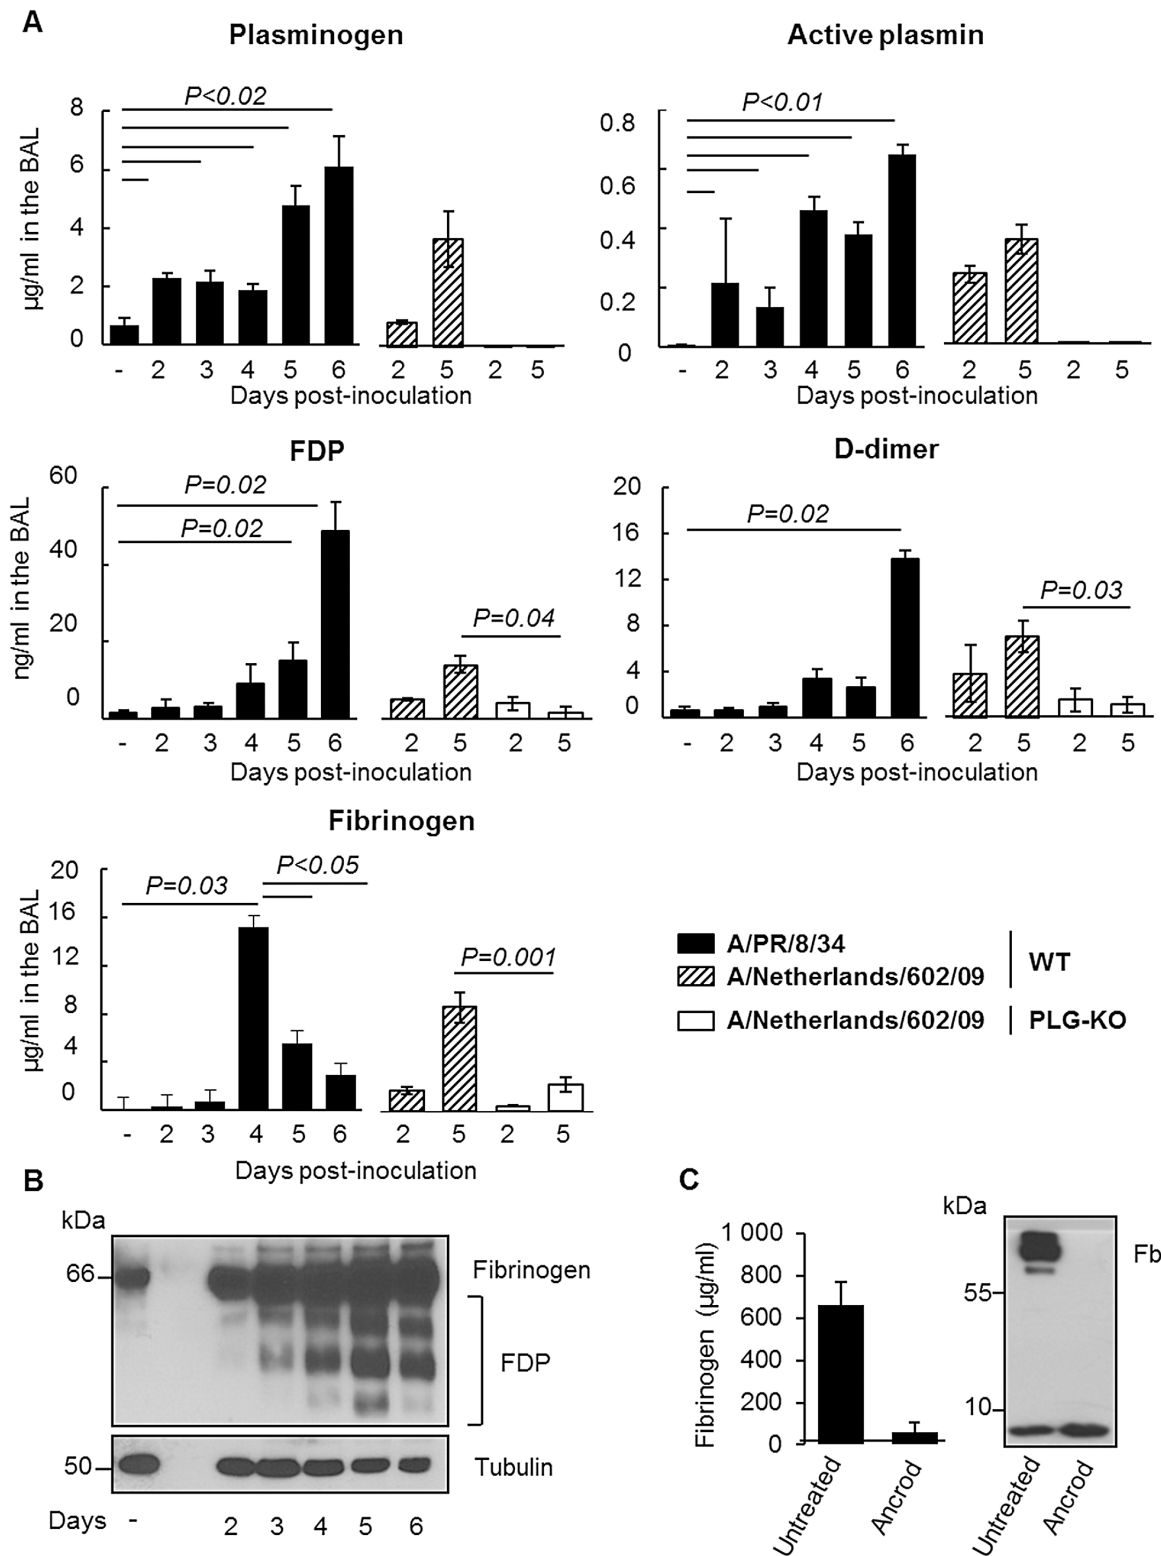 A
Plasminogen
Active plasmin
P<0.02
P<0.01
µg/ml in the BAL
8
6
4
2
0
0.8
0.6
0.4
0.2
0
- 2 3 4 5 6 2 5 2 5
- 2 3 4 5 6 2 5 2 5
Days post-inoculation
Days post-inoculation
FDP
D-dimer
ng/ml in the BAL
60
40
20
0
P=0.02
P=0.02
P=0.04
20
16
12
8
4
0
P=0.02
P=0.03
- 2 3 4 5 6 2 5 2 5
- 2 3 4 5 6 2 5 2 5
Days post-inoculation
Days post-inoculation
Fibrinogen
µg/ml in the BAL
20
16
12
8
4
0
P=0.03
P<0.05
P=0.001
- 2 3 4 5 6 2 5 2 5
Days post-inoculation
A/PR/8/34
A/Netherlands/602/09
WT
A/Netherlands/602/09
PLG-KO
B
kDa
66
Fibrinogen
FDP
50
Tubulin
Days - 2 3 4 5 6
C
Fibrinogen (µg/ml)
1 000
800
600
400
200
0
Untreated
Ancrod
kDa
Fb
55
10
Untreated
Ancrod